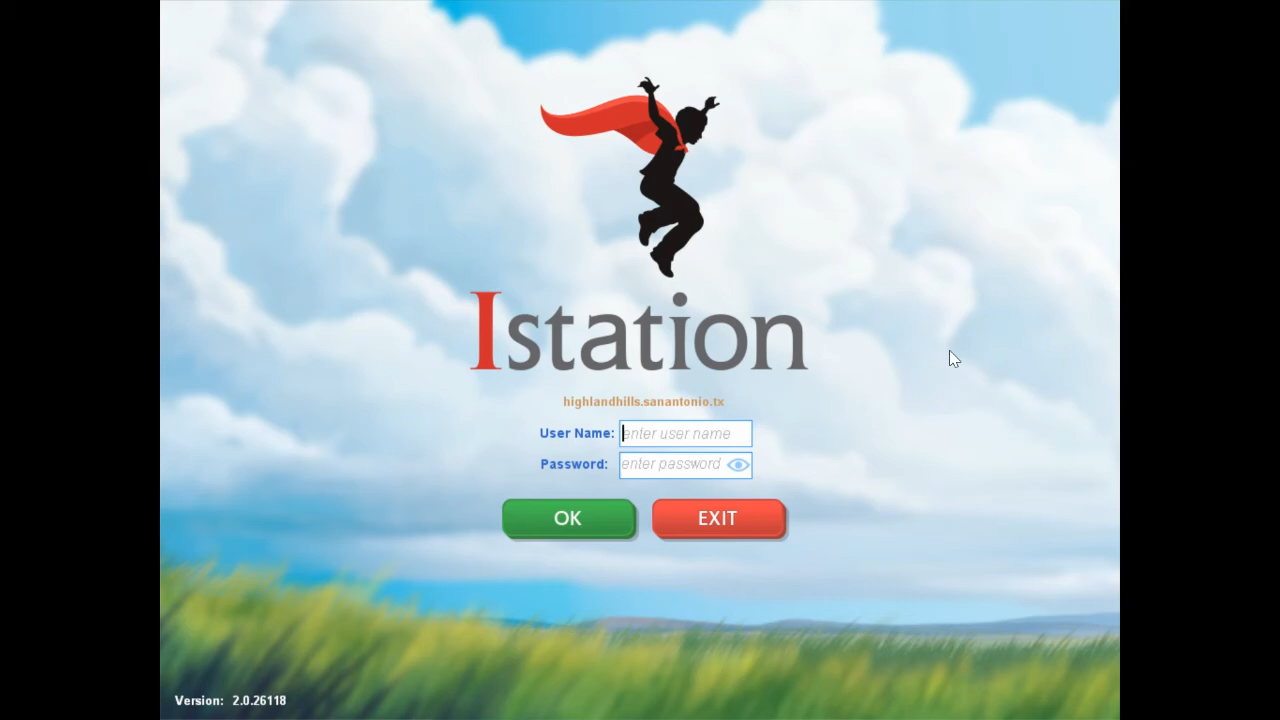 Istation
highlandhills.sanantonio.tx
User Name: enter user name
Password: enter password
OK EXIT
Version: 2.0.26118